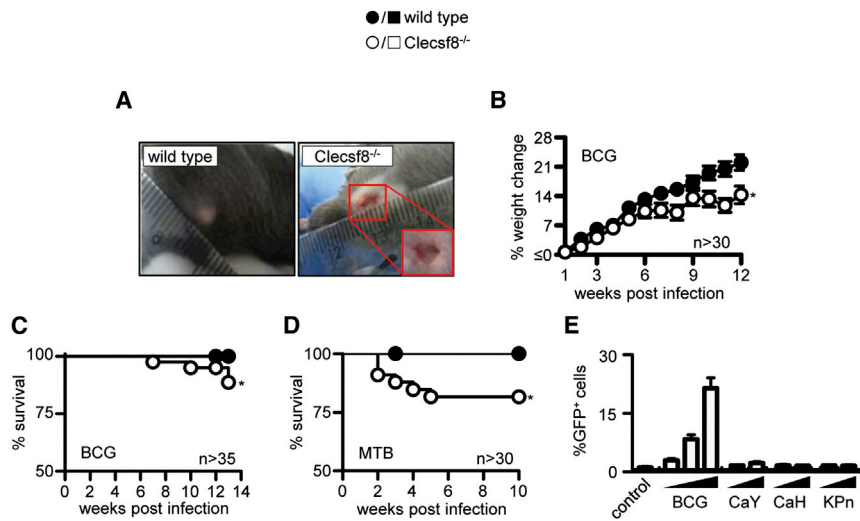 ●/■ wild type
○/□ Clecsf8-/-
A
wild type
Clecsf8-/-
B
% weight change
28
21
14
7
≤0
BCG
*
n>30
1 3 6 9 12
weeks post infection
C
% survival
100
75
50
BCG
*
n>35
0 2 4 6 8 10 12 14
weeks post infection
D
% survival
100
75
50
MTB
*
n>30
0 2 4 6 8 10
weeks post infection
E
%GFP+ cells
30
15
0
control
BCG CaY CaH KPn